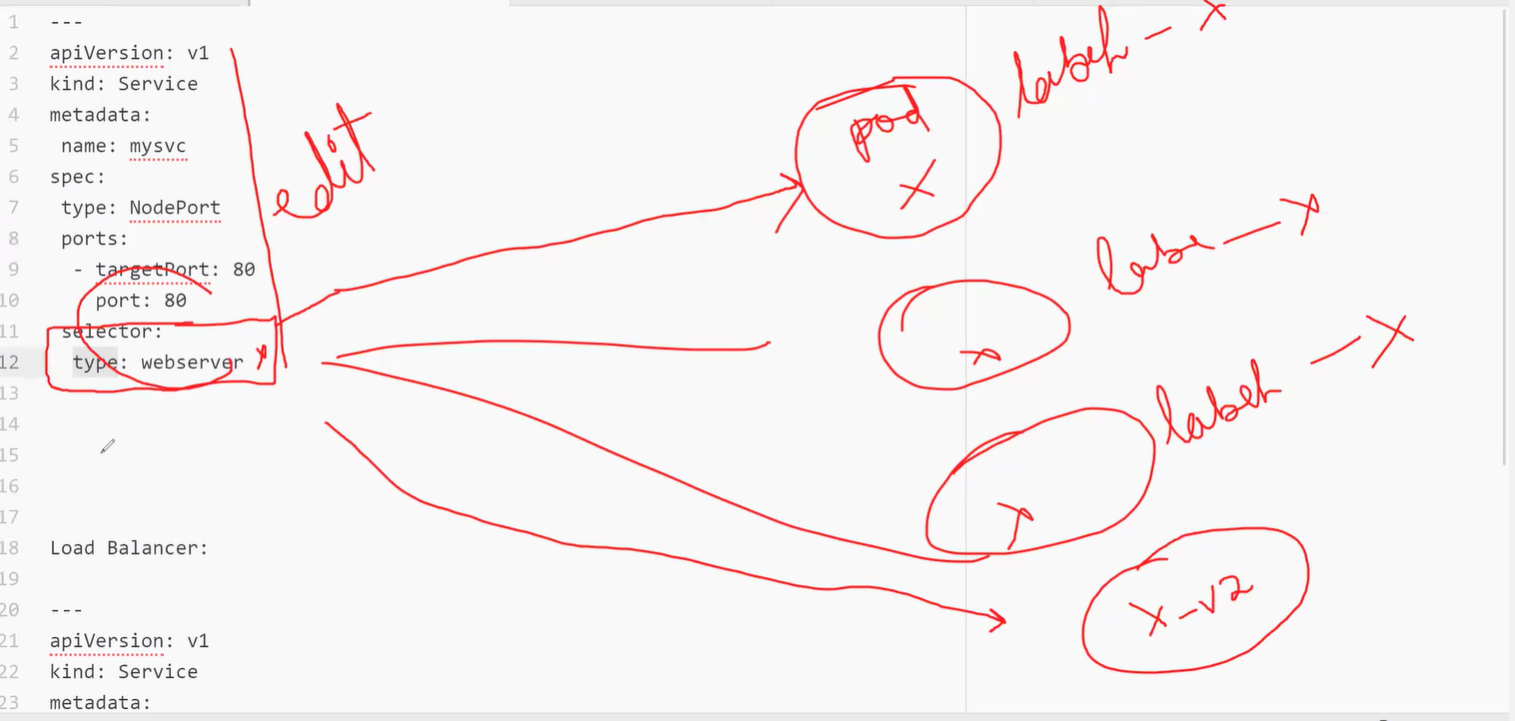 1 ---
2 apiVersion: v1
3 kind: Service
4 metadata:
5 name: mysvc
6 spec:
7 type: NodePort
8 ports:
9 - targetPort: 80
10 port: 80
11 selector:
12 type: webserver x
13
14
15
16
17
18 Load Balancer:
19
20 ---
21 apiVersion: v1
22 kind: Service
23 metadata:
edit
pod
X
label - X
x
labe - X
x
label - X
X-v2